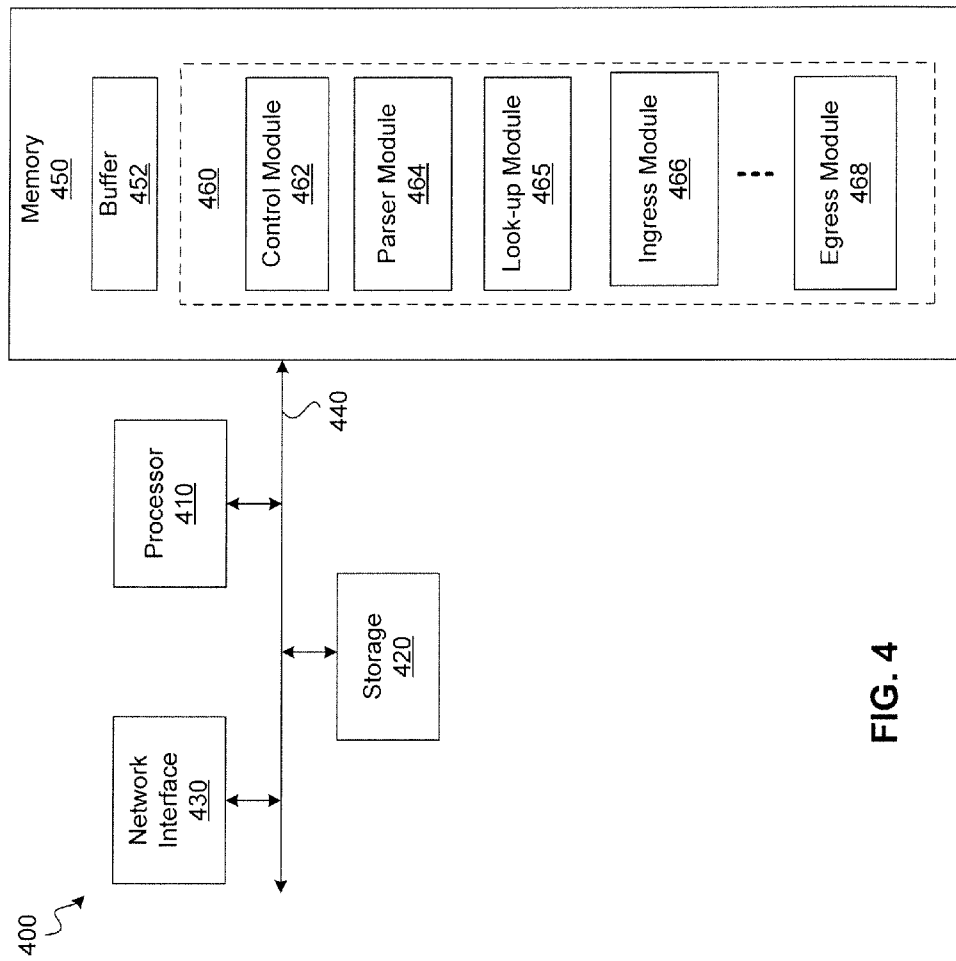 400
Network
Interface
430
Processor
410
Storage
420
440
Memory
450
Buffer
452
460
Control Module
462
Parser Module
464
Look-up Module
465
Ingress Module
466
Egress Module
468
FIG. 4